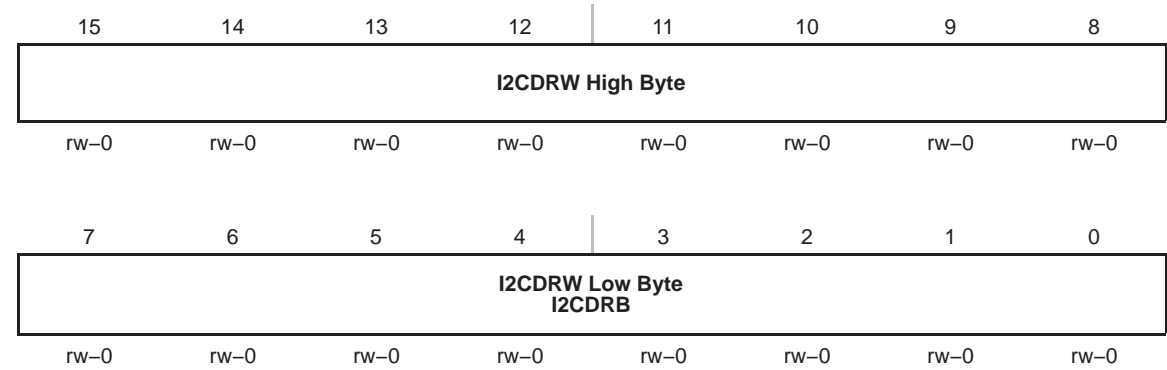 15 14 13 12 11 10 9 8
I2CDRW High Byte
rw−0 rw−0 rw−0 rw−0 rw−0 rw−0 rw−0 rw−0
7 6 5 4 3 2 1 0
I2CDRW Low Byte
I2CDRB
rw−0 rw−0 rw−0 rw−0 rw−0 rw−0 rw−0 rw−0